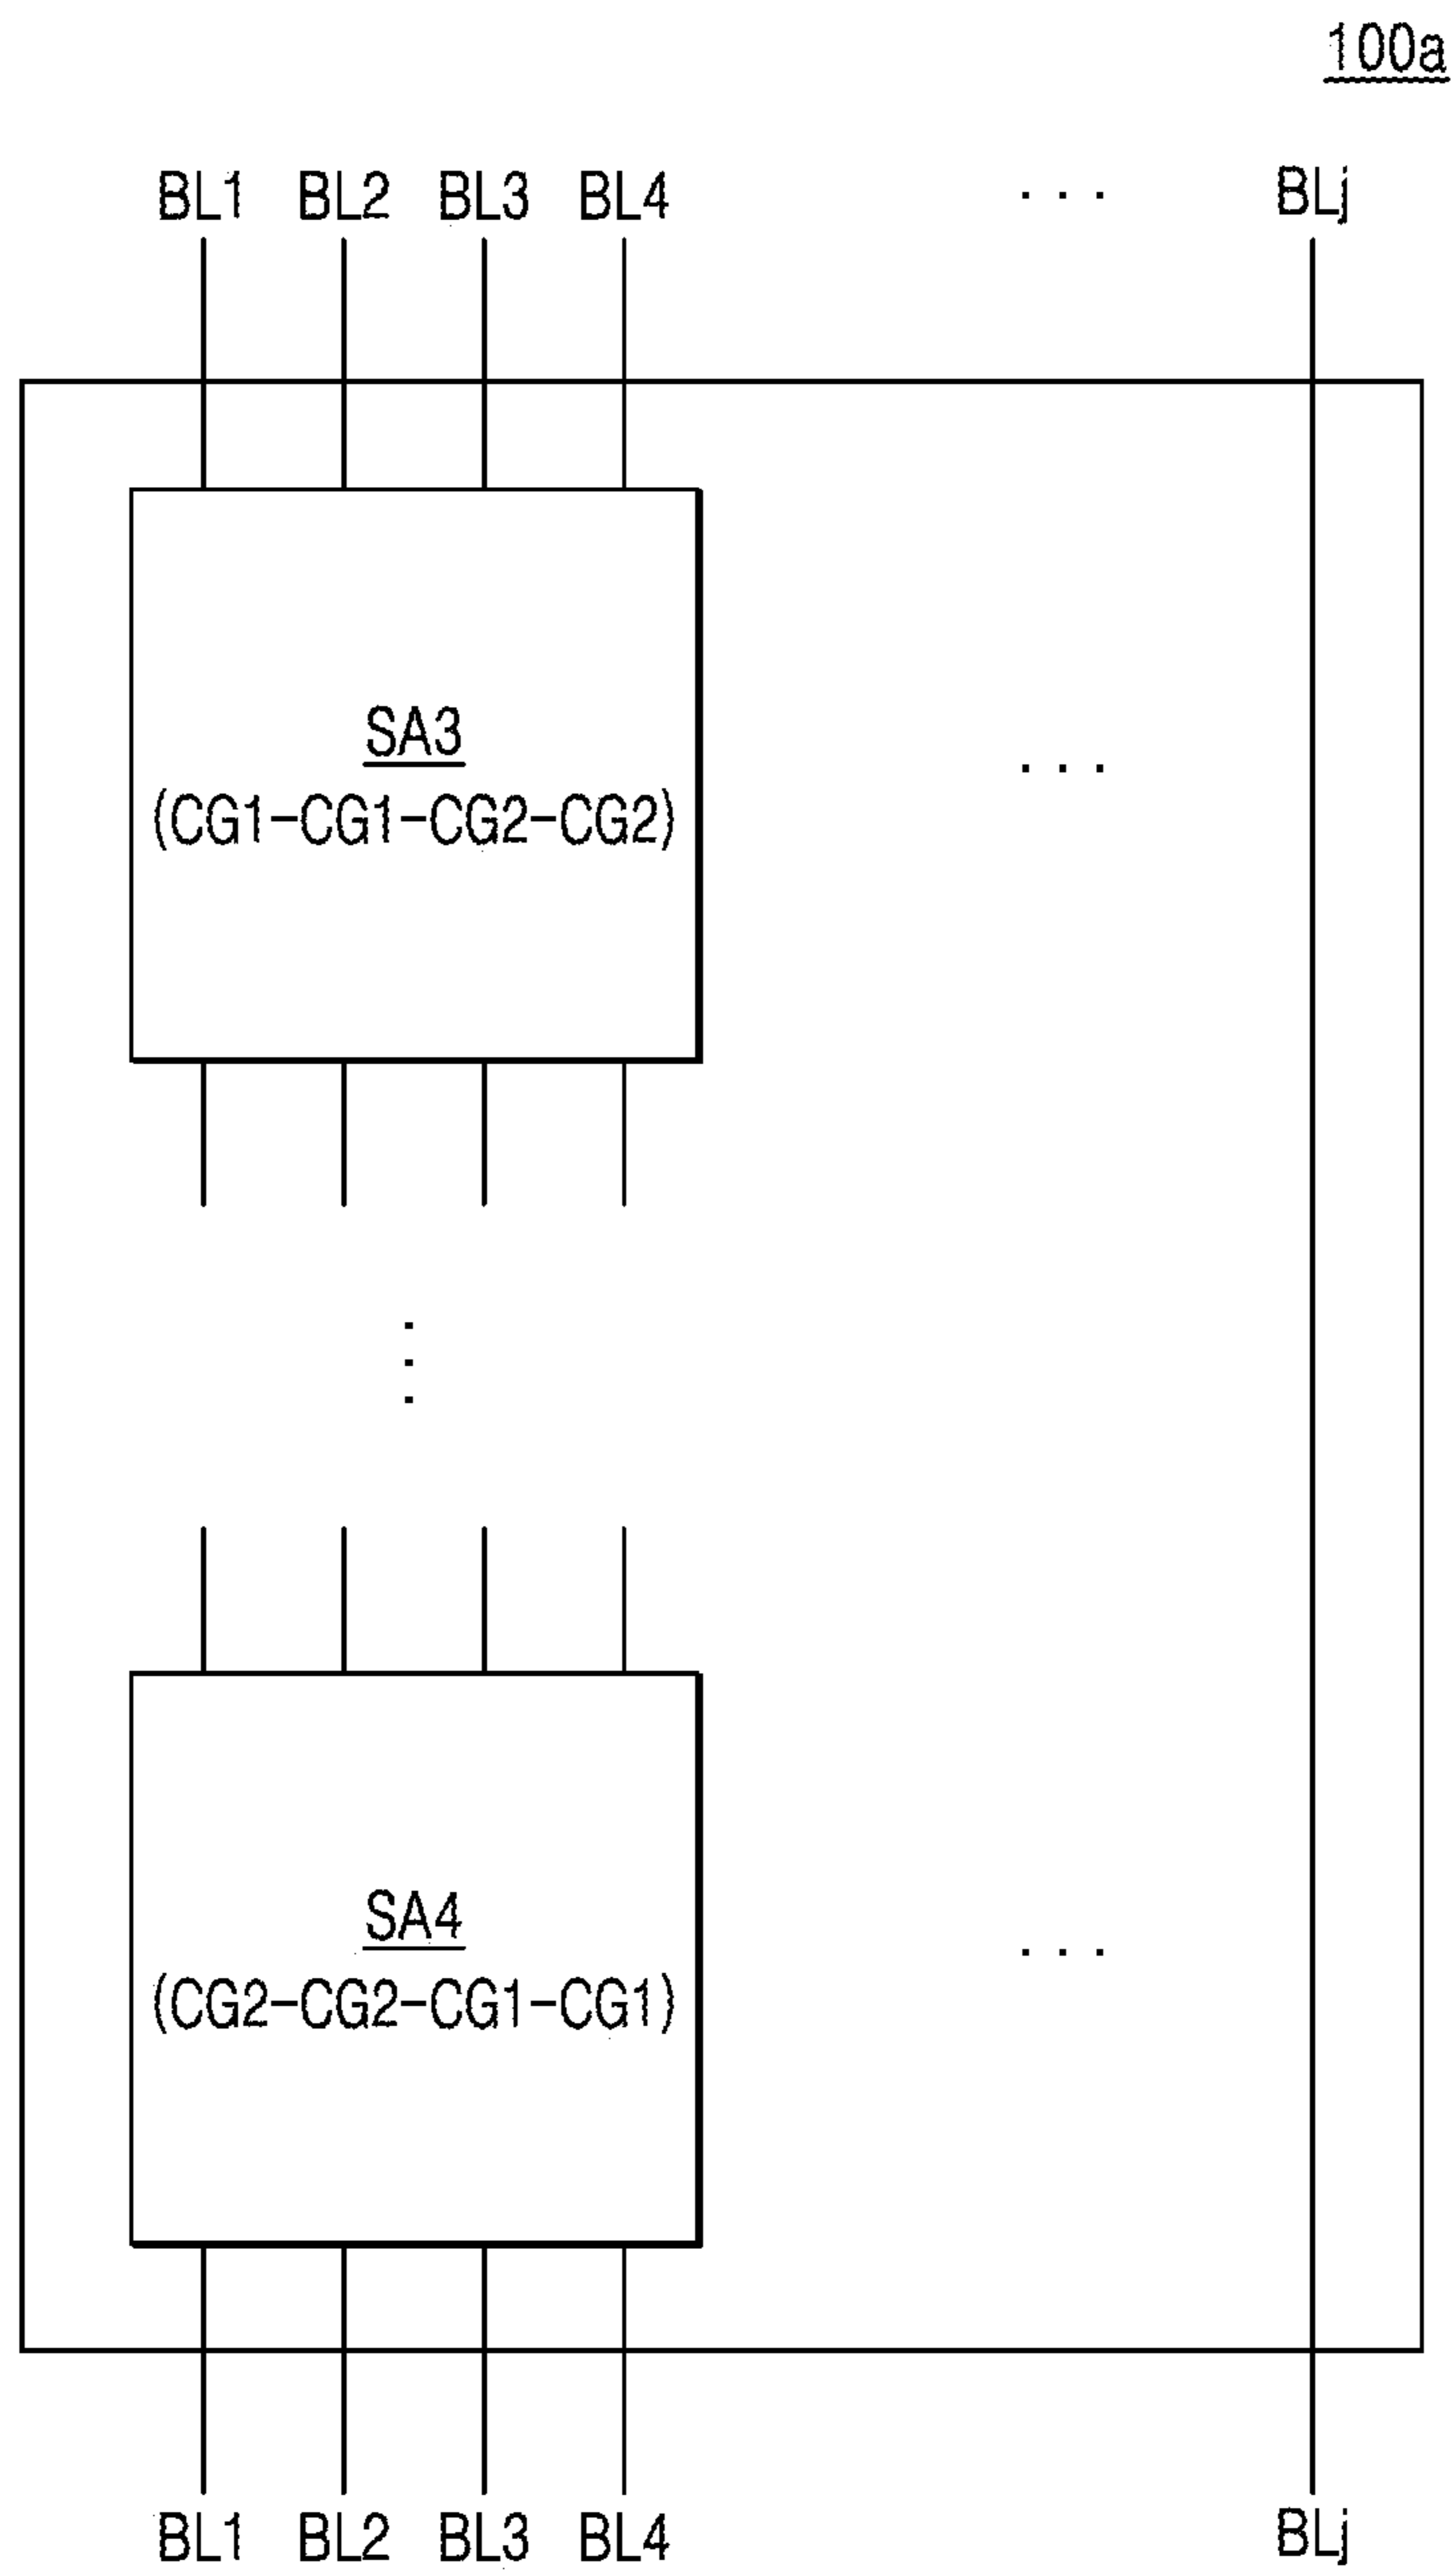 100a
BL1 BL2 BL3 BL4 ... BLj
SA3
(CG1-CG1-CG2-CG2)
...
SA4
(CG2-CG2-CG1-CG1)
...
BL1 BL2 BL3 BL4 BLj